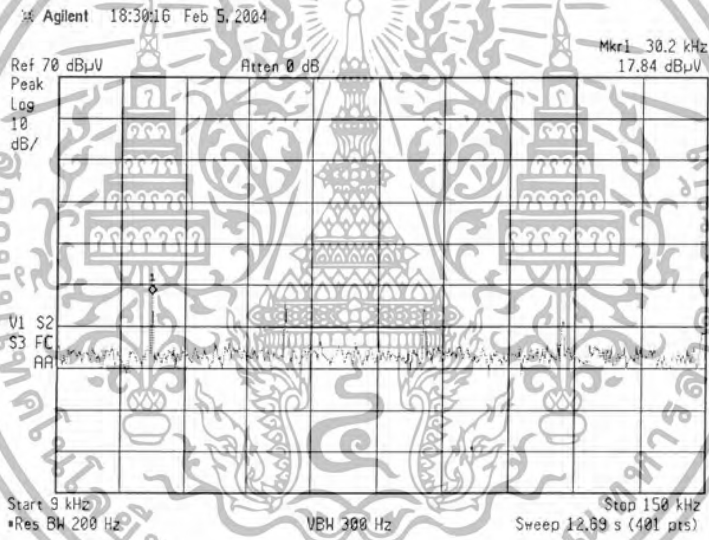 Agilent 18:30:16 Feb 5, 2004
Mkr1 30.2 kHz
Ref 70 dBµV Atten 0 dB 17.84 dBµV
Peak
Log
10
dB/
1
V1 S2
S3 FC
AA
Start 9 kHz Stop 150 kHz
#Res BW 200 Hz VBW 300 Hz Sweep 12.69 s (401 pts)